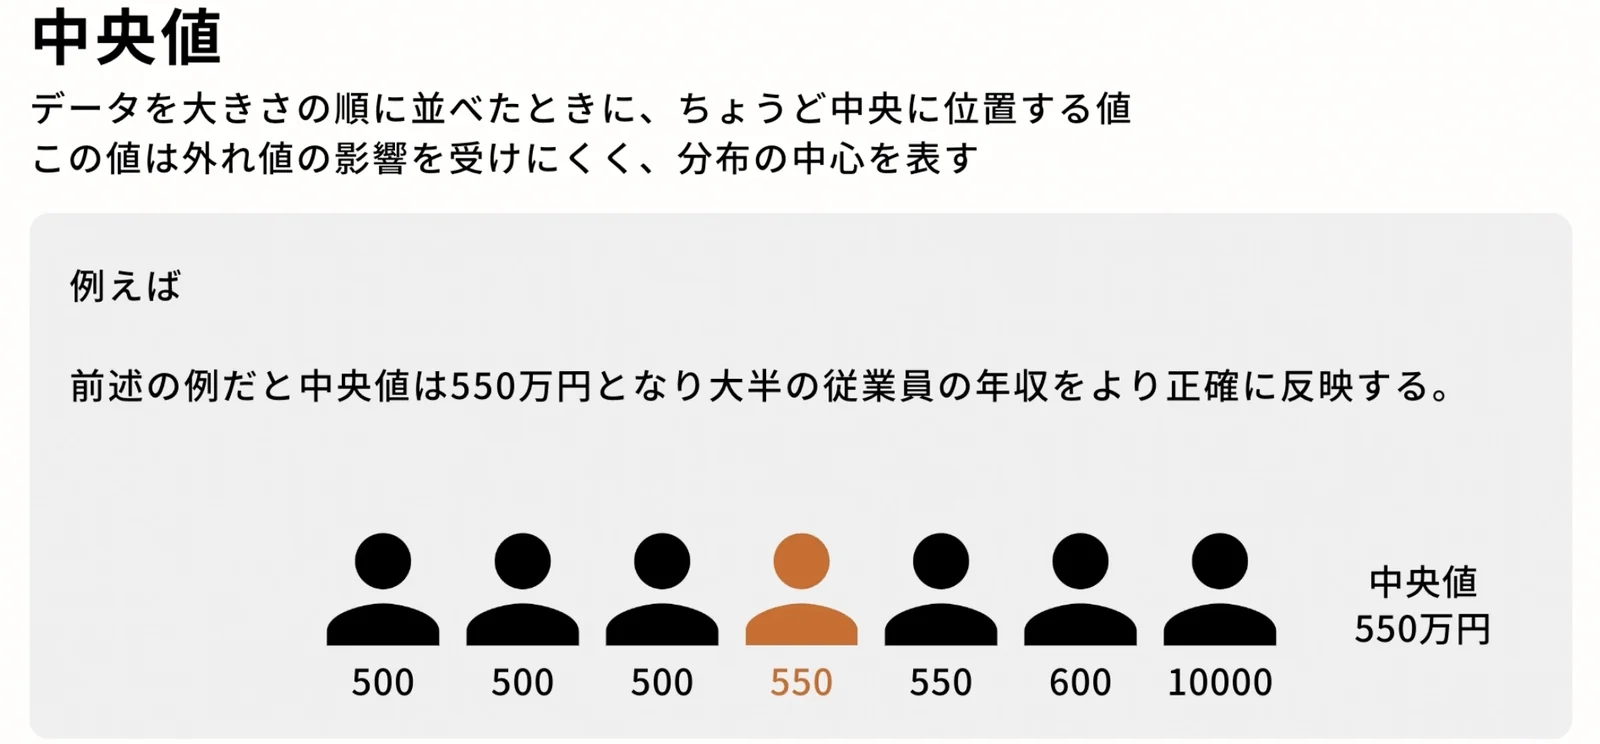 中央値
データを大きさの順に並べたときに、ちょうど中央に位置する値
この値は外れ値の影響を受けにくく、分布の中心を表す
例えば
前述の例だと中央値は550万円となり大半の従業員の年収をより正確に反映する。
中央値
550万円
500 500 500 550 550 600 10000